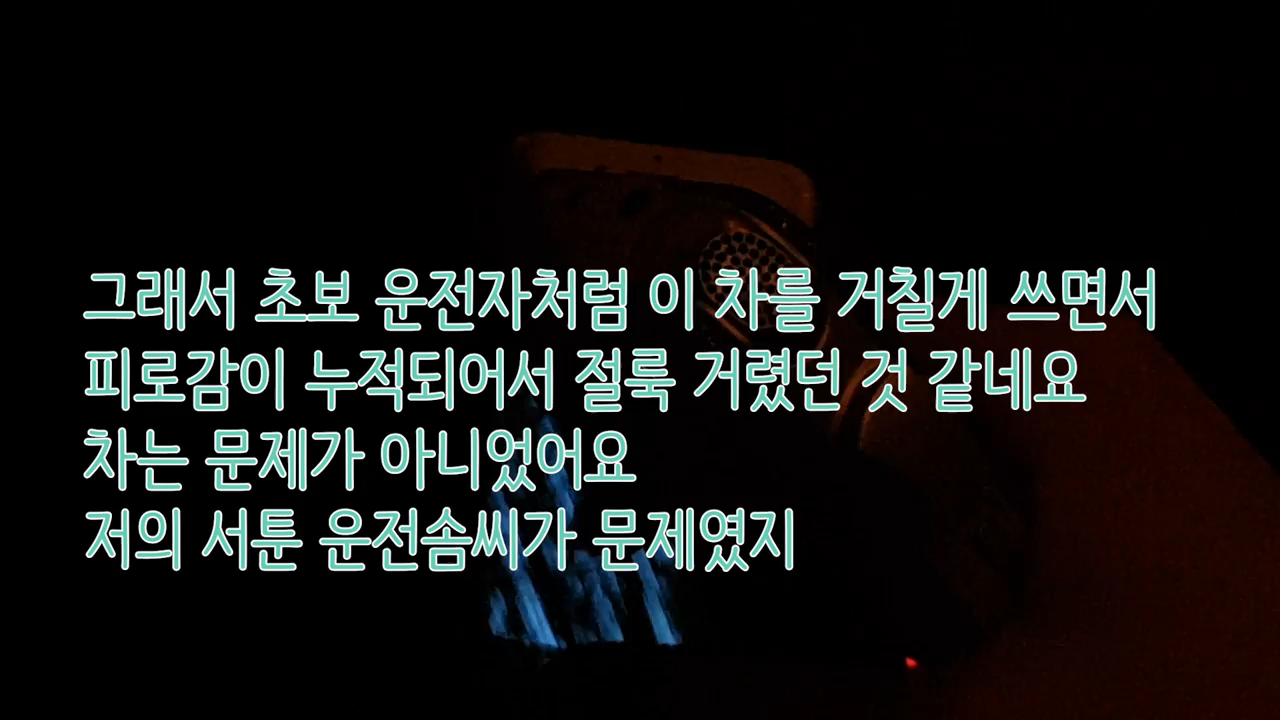 그래서 초보 운전자처럼 이 차를 거칠게 쓰면서
피로감이 누적되어서 절룩 거렸던 것 같네요
차는 문제가 아니었어요
저의 서툰 운전솜씨가 문제였지